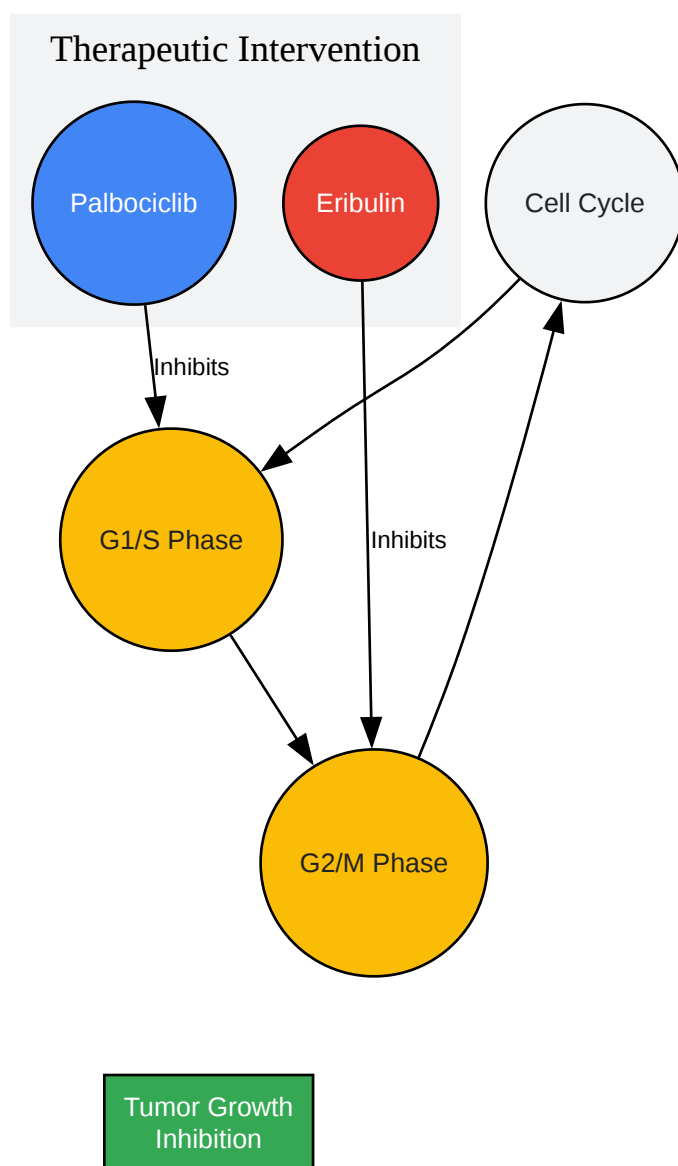 Therapeutic Intervention
Palbociclib
Eribulin
Cell Cycle
Inhibits
G1/S Phase
Inhibits
G2/M Phase
Tumor Growth
Inhibition